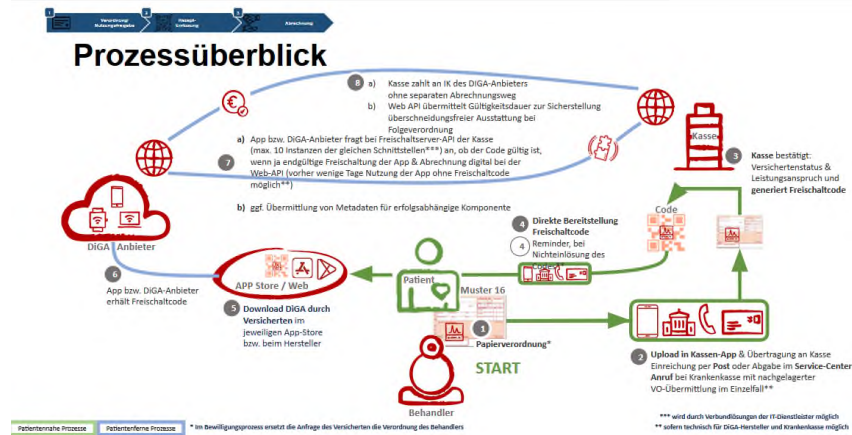 1
Verordnung/
Nutzungsfreigabe
2
Rezept-
Einlösung
3
Abrechnung
Prozessüberblick
8 a) Kasse zahlt an IK des DiGA-Anbieters
ohne separaten Abrechnungsweg
b) Web API übermittelt Gültigkeitsdauer zur Sicherstellung
überschneidungsfreier Ausstattung bei
Folgeverordnung
7 a) App bzw. DiGA-Anbieter fragt bei Freischaltserver-API der Kasse
(max. 10 Instanzen der gleichen Schnittstellen***) an, ob der Code gültig ist,
wenn ja endgültige Freischaltung der App & Abrechnung digital bei der
Web-API (vorher wenige Tage Nutzung der App ohne Freischaltcode
möglich**)
b) ggf. Übermittlung von Metadaten für erfolgsabhängige Komponente
Kasse
3 Kasse bestätigt:
Versichertenstatus &
Leistungsanspruch und
generiert Freischaltcode
Code
4 Direkte Bereitstellung
Freischaltcode
4 Reminder, bei
Nichteinlösung des
DiGA Anbieter
6
App bzw. DiGA-Anbieter
erhält Freischaltcode
APP Store / Web
5 Download DiGA durch
Versicherten im
jeweiligen App-Store
bzw. beim Hersteller
Patient
Muster 16
1
Papierverordnung*
START
Behandler
2 Upload in Kassen-App & Übertragung an Kasse
Einreichung per Post oder Abgabe im Service-Center
Anruf bei Krankenkasse mit nachgelagerter
VO-Übermittlung im Einzelfall**
Patientennahe Prozesse
Patientenferne Prozesse
* Im Bewilligungsprozess ersetzt die Anfrage des Versicherten die Verordnung des Behandlers
*** wird durch Verbundlösungen der IT-Dienstleister möglich
** sofern technisch für DiGA-Hersteller und Krankenkasse möglich